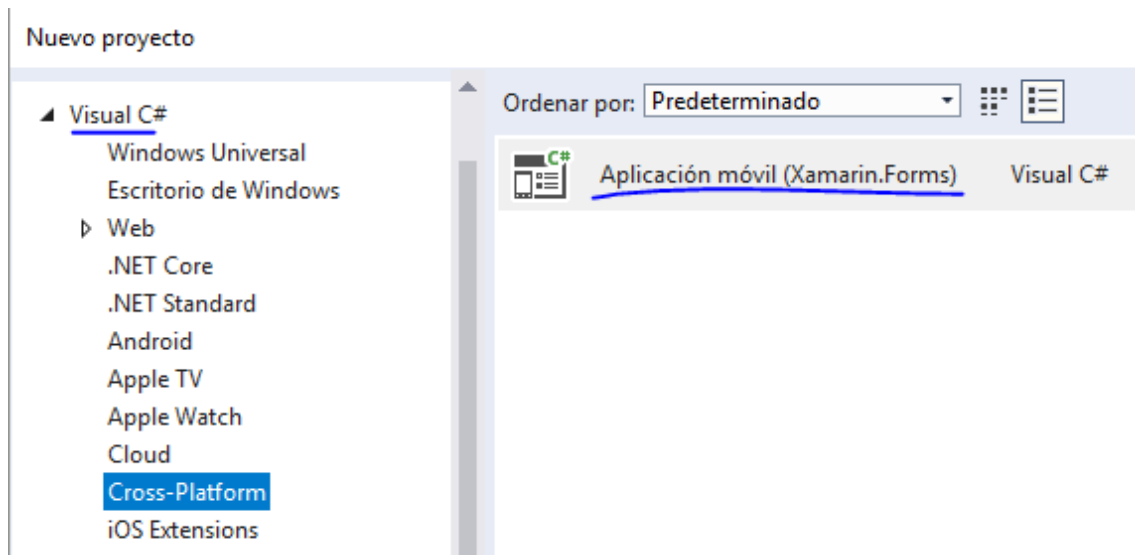 Nuevo proyecto
Visual C#
Windows Universal
Escritorio de Windows
Web
.NET Core
.NET Standard
Android
Apple TV
Apple Watch
Cloud
Cross-Platform
iOS Extensions
Ordenar por: Predeterminado
C#
Aplicación móvil (Xamarin.Forms) Visual C#